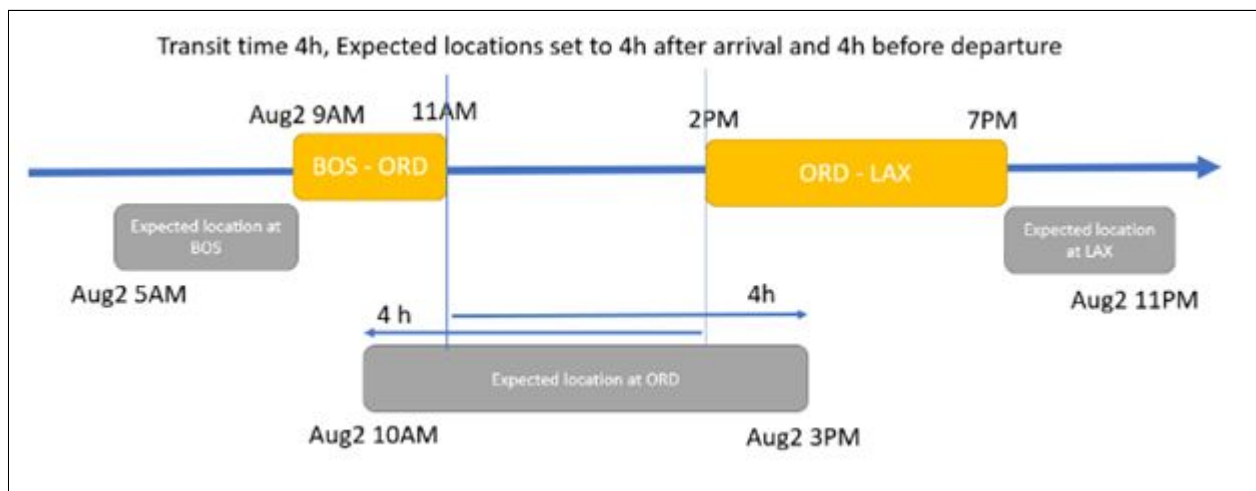 Transit time 4h, Expected locations set to 4h after arrival and 4h before departure
Aug2 9AM
11AM
2PM
7PM
BOS - ORD
ORD - LAX
Expected location at
BOS
Expected location
at LAX
Aug2 5AM
Aug2 11PM
4 h
4h
Expected location at ORD
Aug2 10AM
Aug2 3PM